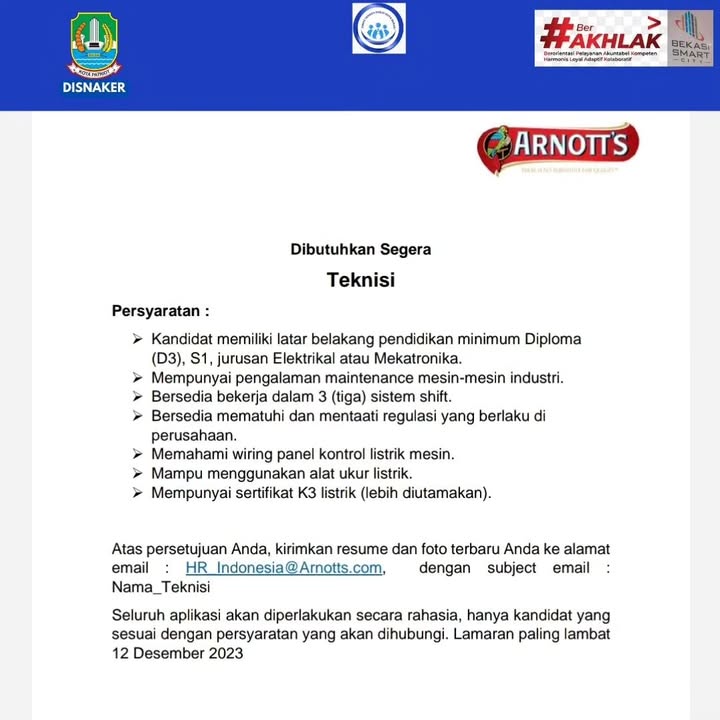 KOTA PATRIOT
DISNAKER
Ber
#AKHLAK
Berorientasi Pelayanan Akuntabel Kompeten
Harmonis Loyal Adaptif Kolaboratif
BEKASI
SMART
CITY
ARNOTT'S
Dibutuhkan Segera
Teknisi
Persyaratan :
➢ Kandidat memiliki latar belakang pendidikan minimum Diploma
(D3), S1, jurusan Elektrikal atau Mekatronika.
➢ Mempunyai pengalaman maintenance mesin-mesin industri.
➢ Bersedia bekerja dalam 3 (tiga) sistem shift.
➢ Bersedia mematuhi dan mentaati regulasi yang berlaku di
perusahaan.
➢ Memahami wiring panel kontrol listrik mesin.
➢ Mampu menggunakan alat ukur listrik.
➢ Mempunyai sertifikat K3 listrik (lebih diutamakan).
Atas persetujuan Anda, kirimkan resume dan foto terbaru Anda ke alamat
email : HR_Indonesia@Arnotts.com, dengan subject email :
Nama_Teknisi
Seluruh aplikasi akan diperlakukan secara rahasia, hanya kandidat yang
sesuai dengan persyaratan yang akan dihubungi. Lamaran paling lambat
12 Desember 2023